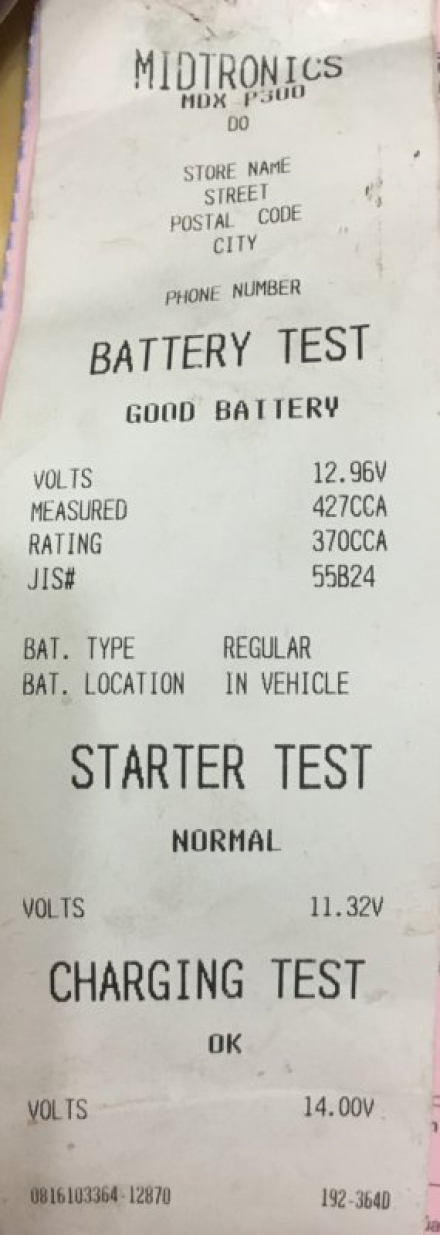 MIDTRONICS
MDX P300
DO
STORE NAME
STREET
POSTAL CODE
CITY
PHONE NUMBER
BATTERY TEST
GOOD BATTERY
VOLTS 12.96V
MEASURED 427CCA
RATING 370CCA
JIS# 55B24
BAT. TYPE REGULAR
BAT. LOCATION IN VEHICLE
STARTER TEST
NORMAL
VOLTS 11.32V
CHARGING TEST
OK
VOLTS 14.00V
0816103364-12870 192-364D